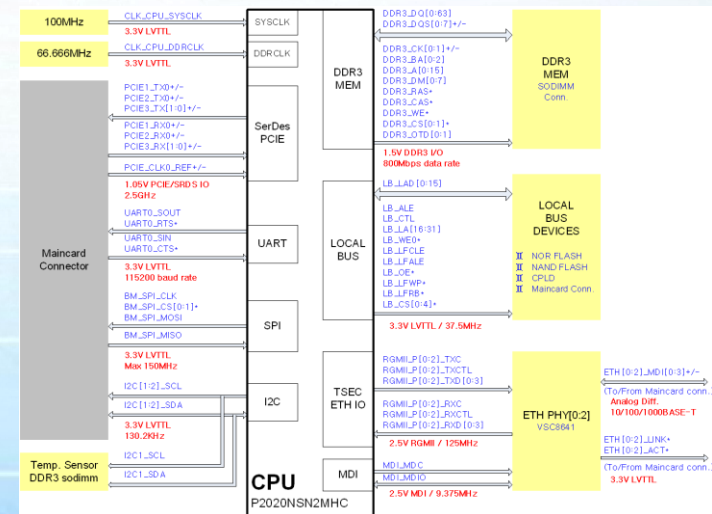 100MHz
CLK_CPU_SYSCLK
3.3V LVTTL
SYSCLK
66.666MHz
CLK_CPU_DDRCLK
3.3V LVTTL
DDRCLK
Maincard
Connector
PCIE1_TX0+/-
PCIE2_TX0+/-
PCIE3_TX[1:0]+/-
PCIE1_RX0+/-
PCIE2_RX0+/-
PCIE3_RX[1:0]+/-
PCIE_CLK0_REF+/-
1.05V PCIE/SRDS IO
2.5GHz
SerDes
PCIE
UART0_SOUT
UART0_RTS*
UART0_SIN
UART0_CTS*
3.3V LVTTL
115200 baud rate
UART
BM_SPI_CLK
BM_SPI_CS[0:1]*
BM_SPI_MOSI
BM_SPI_MISO
3.3V LVTTL
Max 150MHz
SPI
I2C[1:2]_SCL
I2C[1:2]_SDA
3.3V LVTTL
130.2KHz
I2C
Temp. Sensor
DDR3 sodimm
I2C1_SCL
I2C1_SDA
CPU
P2020NSN2MHC
DDR3
MEM
DDR3_DQ[0:63]
DDR3_DQS[0:7]+/-
DDR3_CK[0:1]+/-
DDR3_BA[0:2]
DDR3_A[0:15]
DDR3_DM[0:7]
DDR3_RAS*
DDR3_CAS*
DDR3_WE*
DDR3_CS[0:1]*
DDR3_OTD[0:1]
1.5V DDR3 I/O
800Mbps data rate
DDR3
MEM
SODIMM
Conn.
LOCAL
BUS
LB_LAD[0:15]
LB_ALE
LB_CTL
LB_LA[16:31]
LB_WE0*
LB_LFCLE
LB_LFALE
LB_OE*
LB_LFWP*
LB_LFRB*
LB_CS[0:4]*
3.3V LVTTL / 37.5MHz
LOCAL
BUS
DEVICES
NOR FLASH
NAND FLASH
CPLD
Maincard Conn.
TSEC
ETH IO
RGMII_P[0:2]_TXC
RGMII_P[0:2]_TXCTL
RGMII_P[0:2]_TXD[0:3]
RGMII_P[0:2]_RXC
RGMII_P[0:2]_RXCTL
RGMII_P[0:2]_RXD[0:3]
2.5V RGMII / 125MHz
MDI
MDI_MDC
MDI_MDIO
2.5V MDI / 9.375MHz
ETH PHY[0:2]
VSC8641
ETH[0:2]_MDI[0:3]+/-
(To/From Maincard conn.)
Analog Diff.
10/100/1000BASE-T
ETH[0:2]_LINK*
ETH[0:2]_ACT*
(To/From Maincard conn.)
3.3V LVTTL